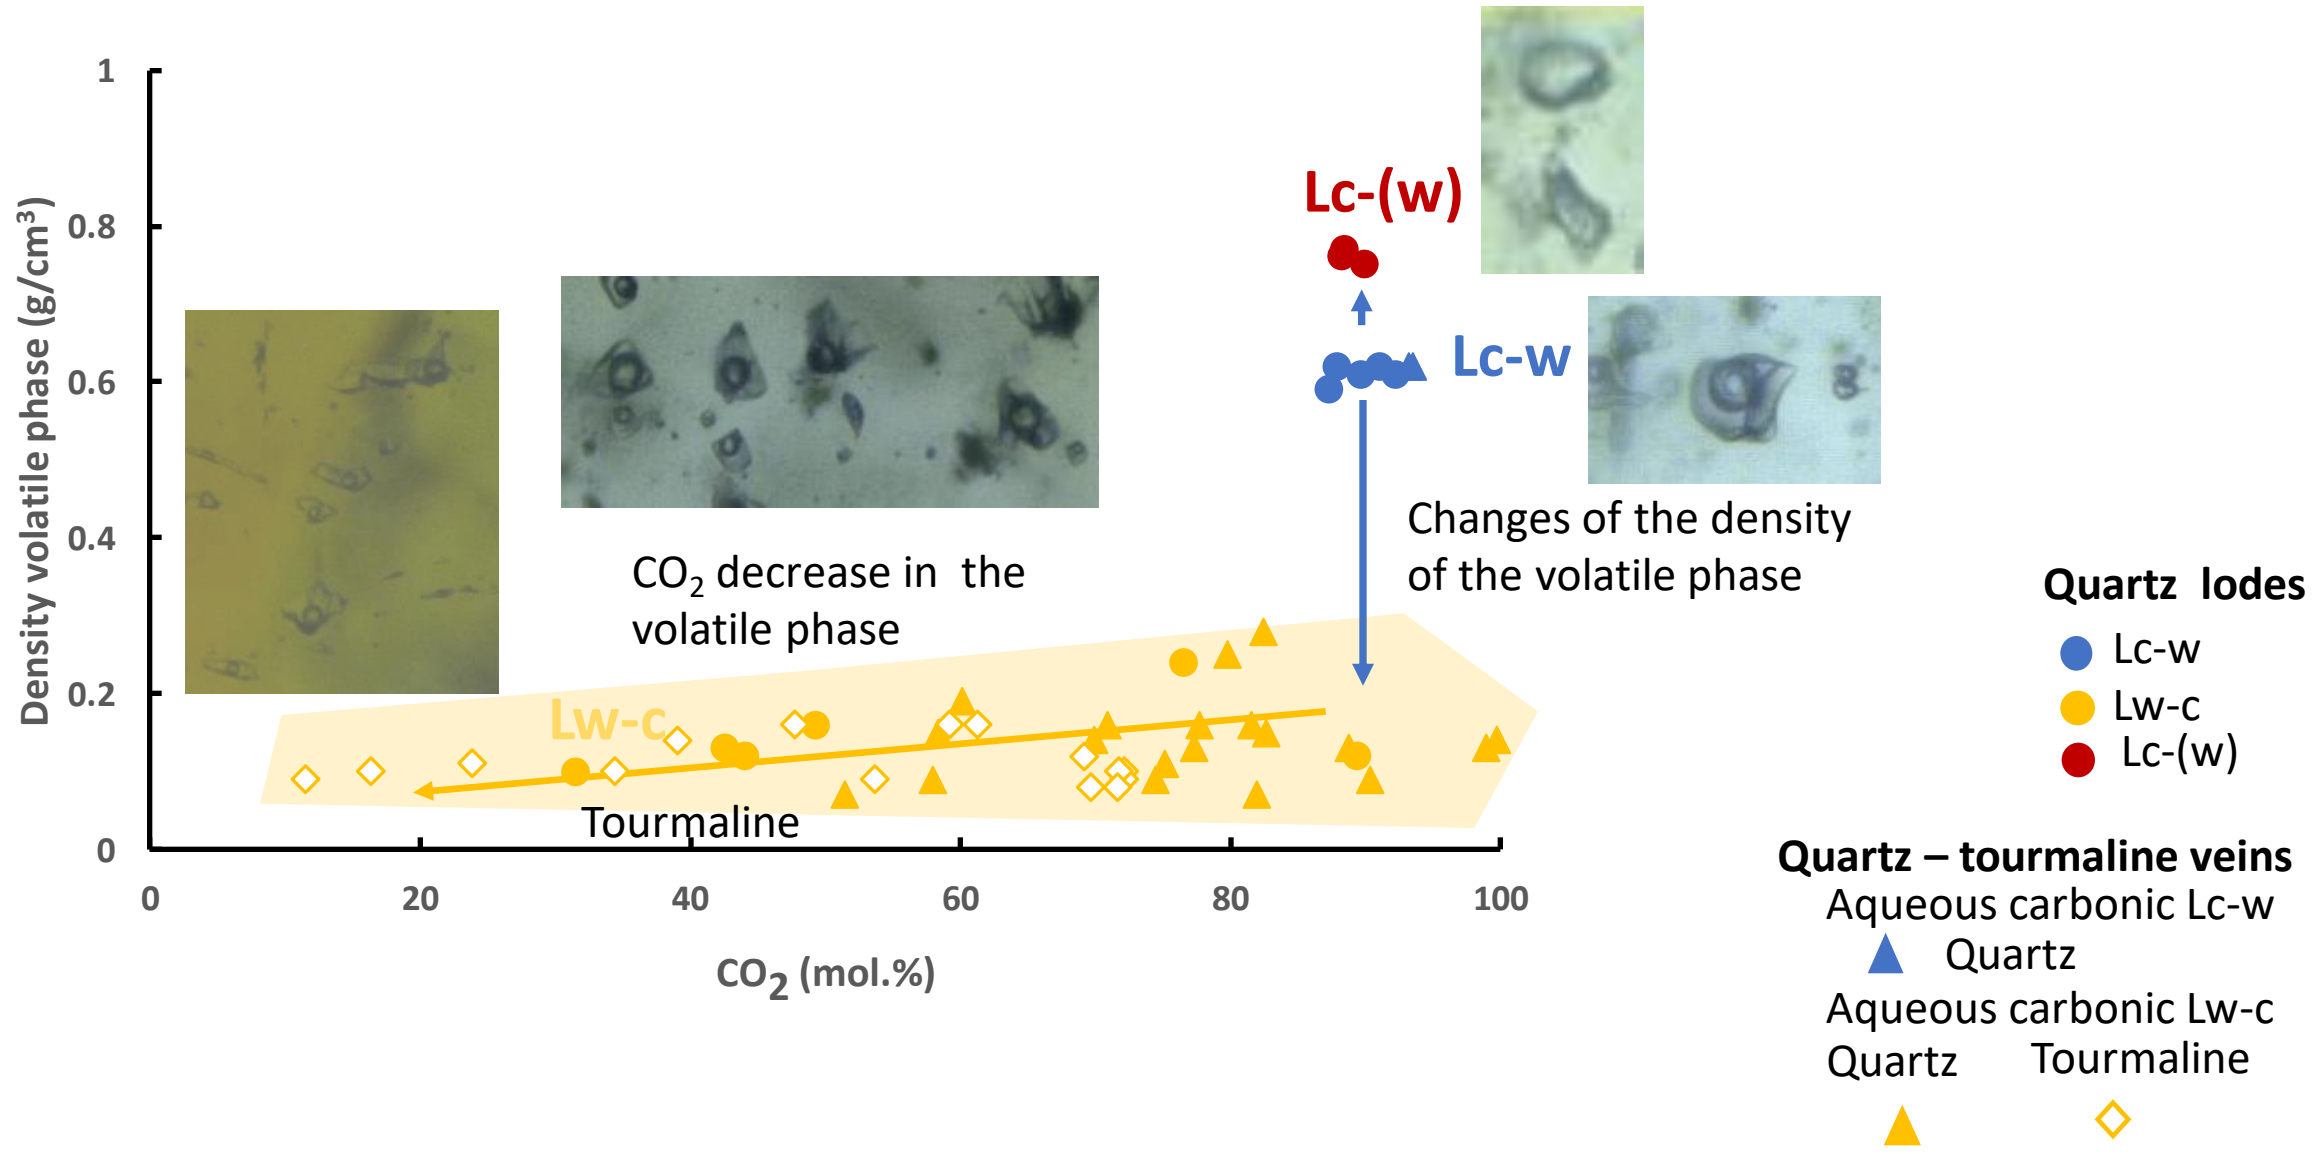 Density volatile phase (g/cm³)
1
0.8
0.6
0.4
0.2
0
0
20
40
60
80
100
CO₂ (mol.%)
Lc-(w)
Lc-w
Changes of the density
of the volatile phase
CO₂ decrease in the
volatile phase
Lw-c
Tourmaline
Quartz lodes
Lc-w
Lw-c
Lc-(w)
Quartz – tourmaline veins
Aqueous carbonic Lc-w
Quartz
Aqueous carbonic Lw-c
Quartz Tourmaline